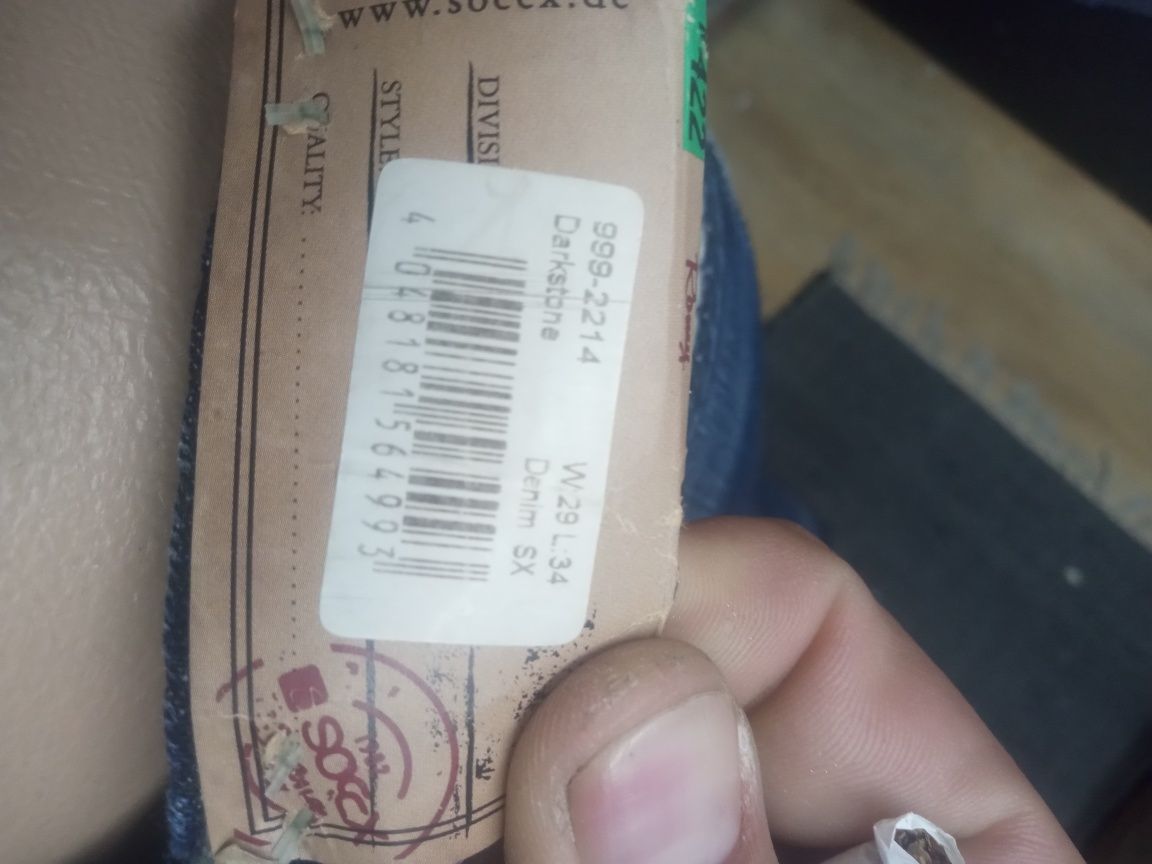 www.soccx.de
DIVISI
STYLE
QUALITY:
999-2214 W:29 L:34
Darkstone Denim SX
4 048181 564993
422
SOCCX